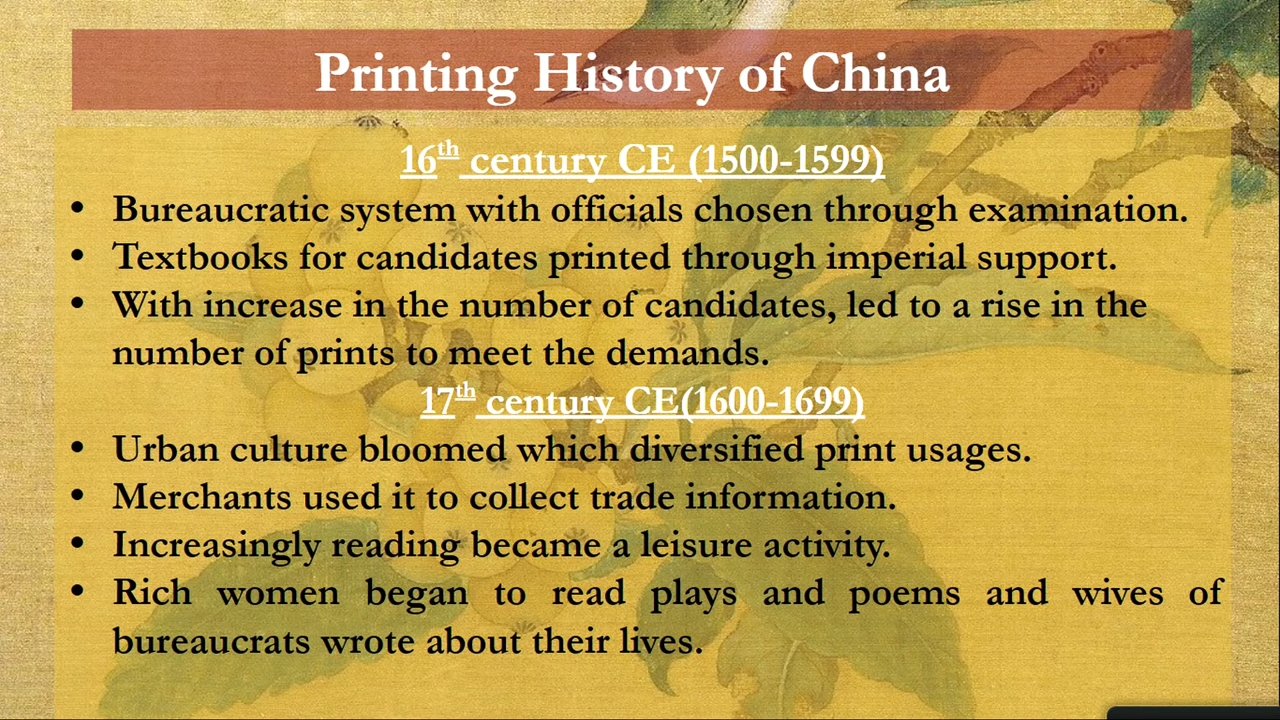 Printing History of China
16th century CE (1500-1599)
• Bureaucratic system with officials chosen through examination.
• Textbooks for candidates printed through imperial support.
• With increase in the number of candidates, led to a rise in the
number of prints to meet the demands.
17th century CE(1600-1699)
• Urban culture bloomed which diversified print usages.
• Merchants used it to collect trade information.
• Increasingly reading became a leisure activity.
• Rich women began to read plays and poems and wives of
bureaucrats wrote about their lives.